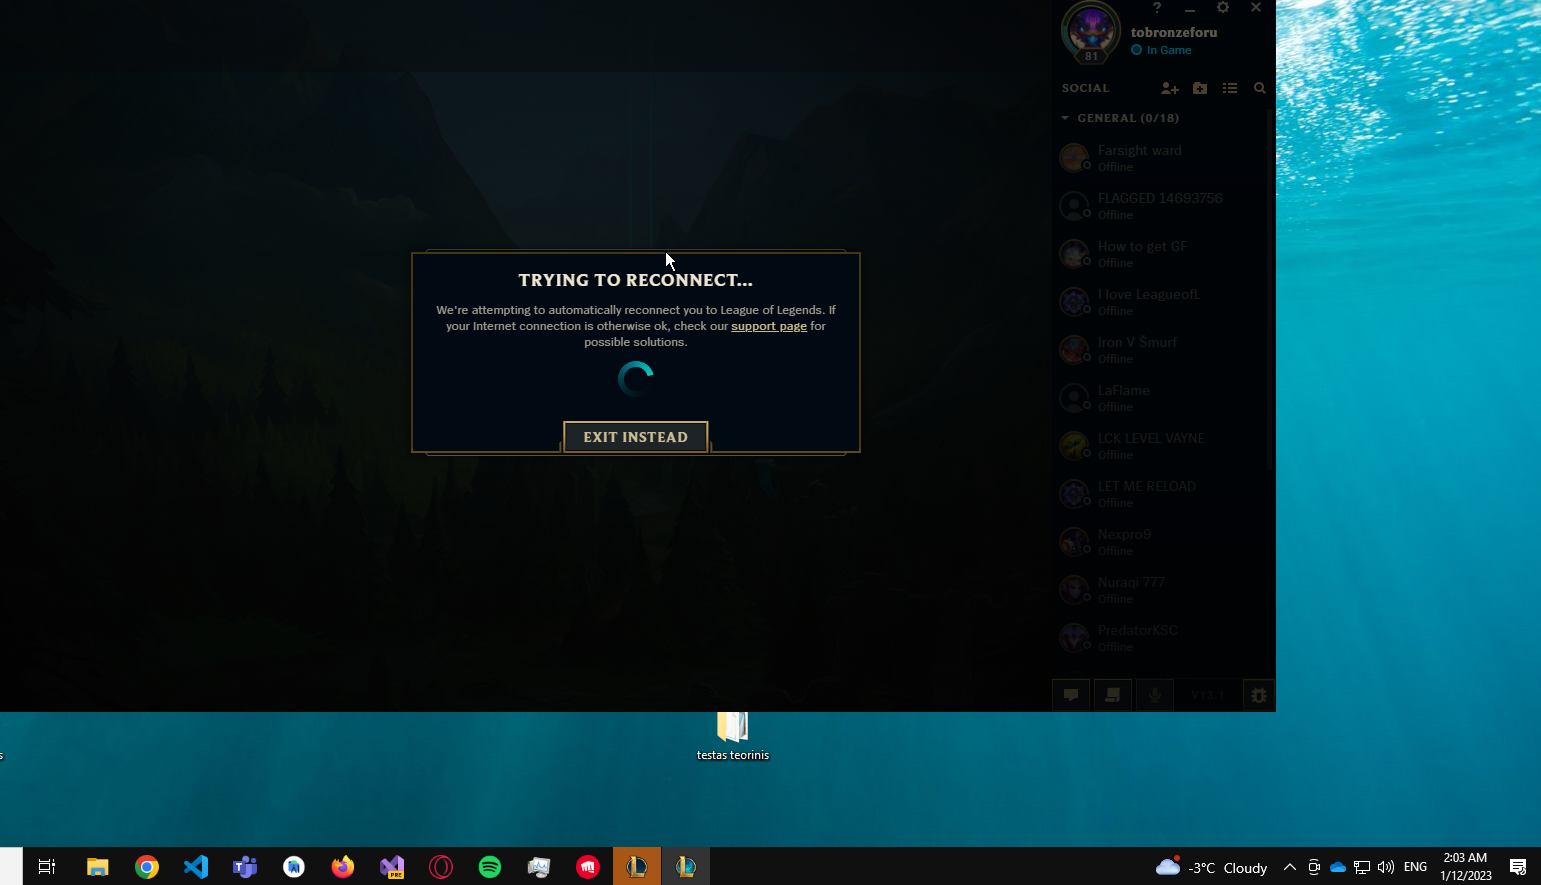 tobronzeforu
81
In Game
SOCIAL
GENERAL (0/18)
Farsight ward
Offline
FLAGGED 14693756
Offline
How to get GF
Offline
I love LeagueofL
Offline
Iron V Šmurf
Offline
LaFlame
Offline
LCK LEVEL VAYNE
Offline
LET ME RELOAD
Offline
Nexpro9
Offline
Nuraqi 777
Offline
PredatorKSC
Offline
V13.1
TRYING TO RECONNECT...
We're attempting to automatically reconnect you to League of Legends. If
your Internet connection is otherwise ok, check our support page for
possible solutions.
EXIT INSTEAD
s
testas teorinis
PRE
-3°C Cloudy
ENG
2:03 AM
1/12/2023